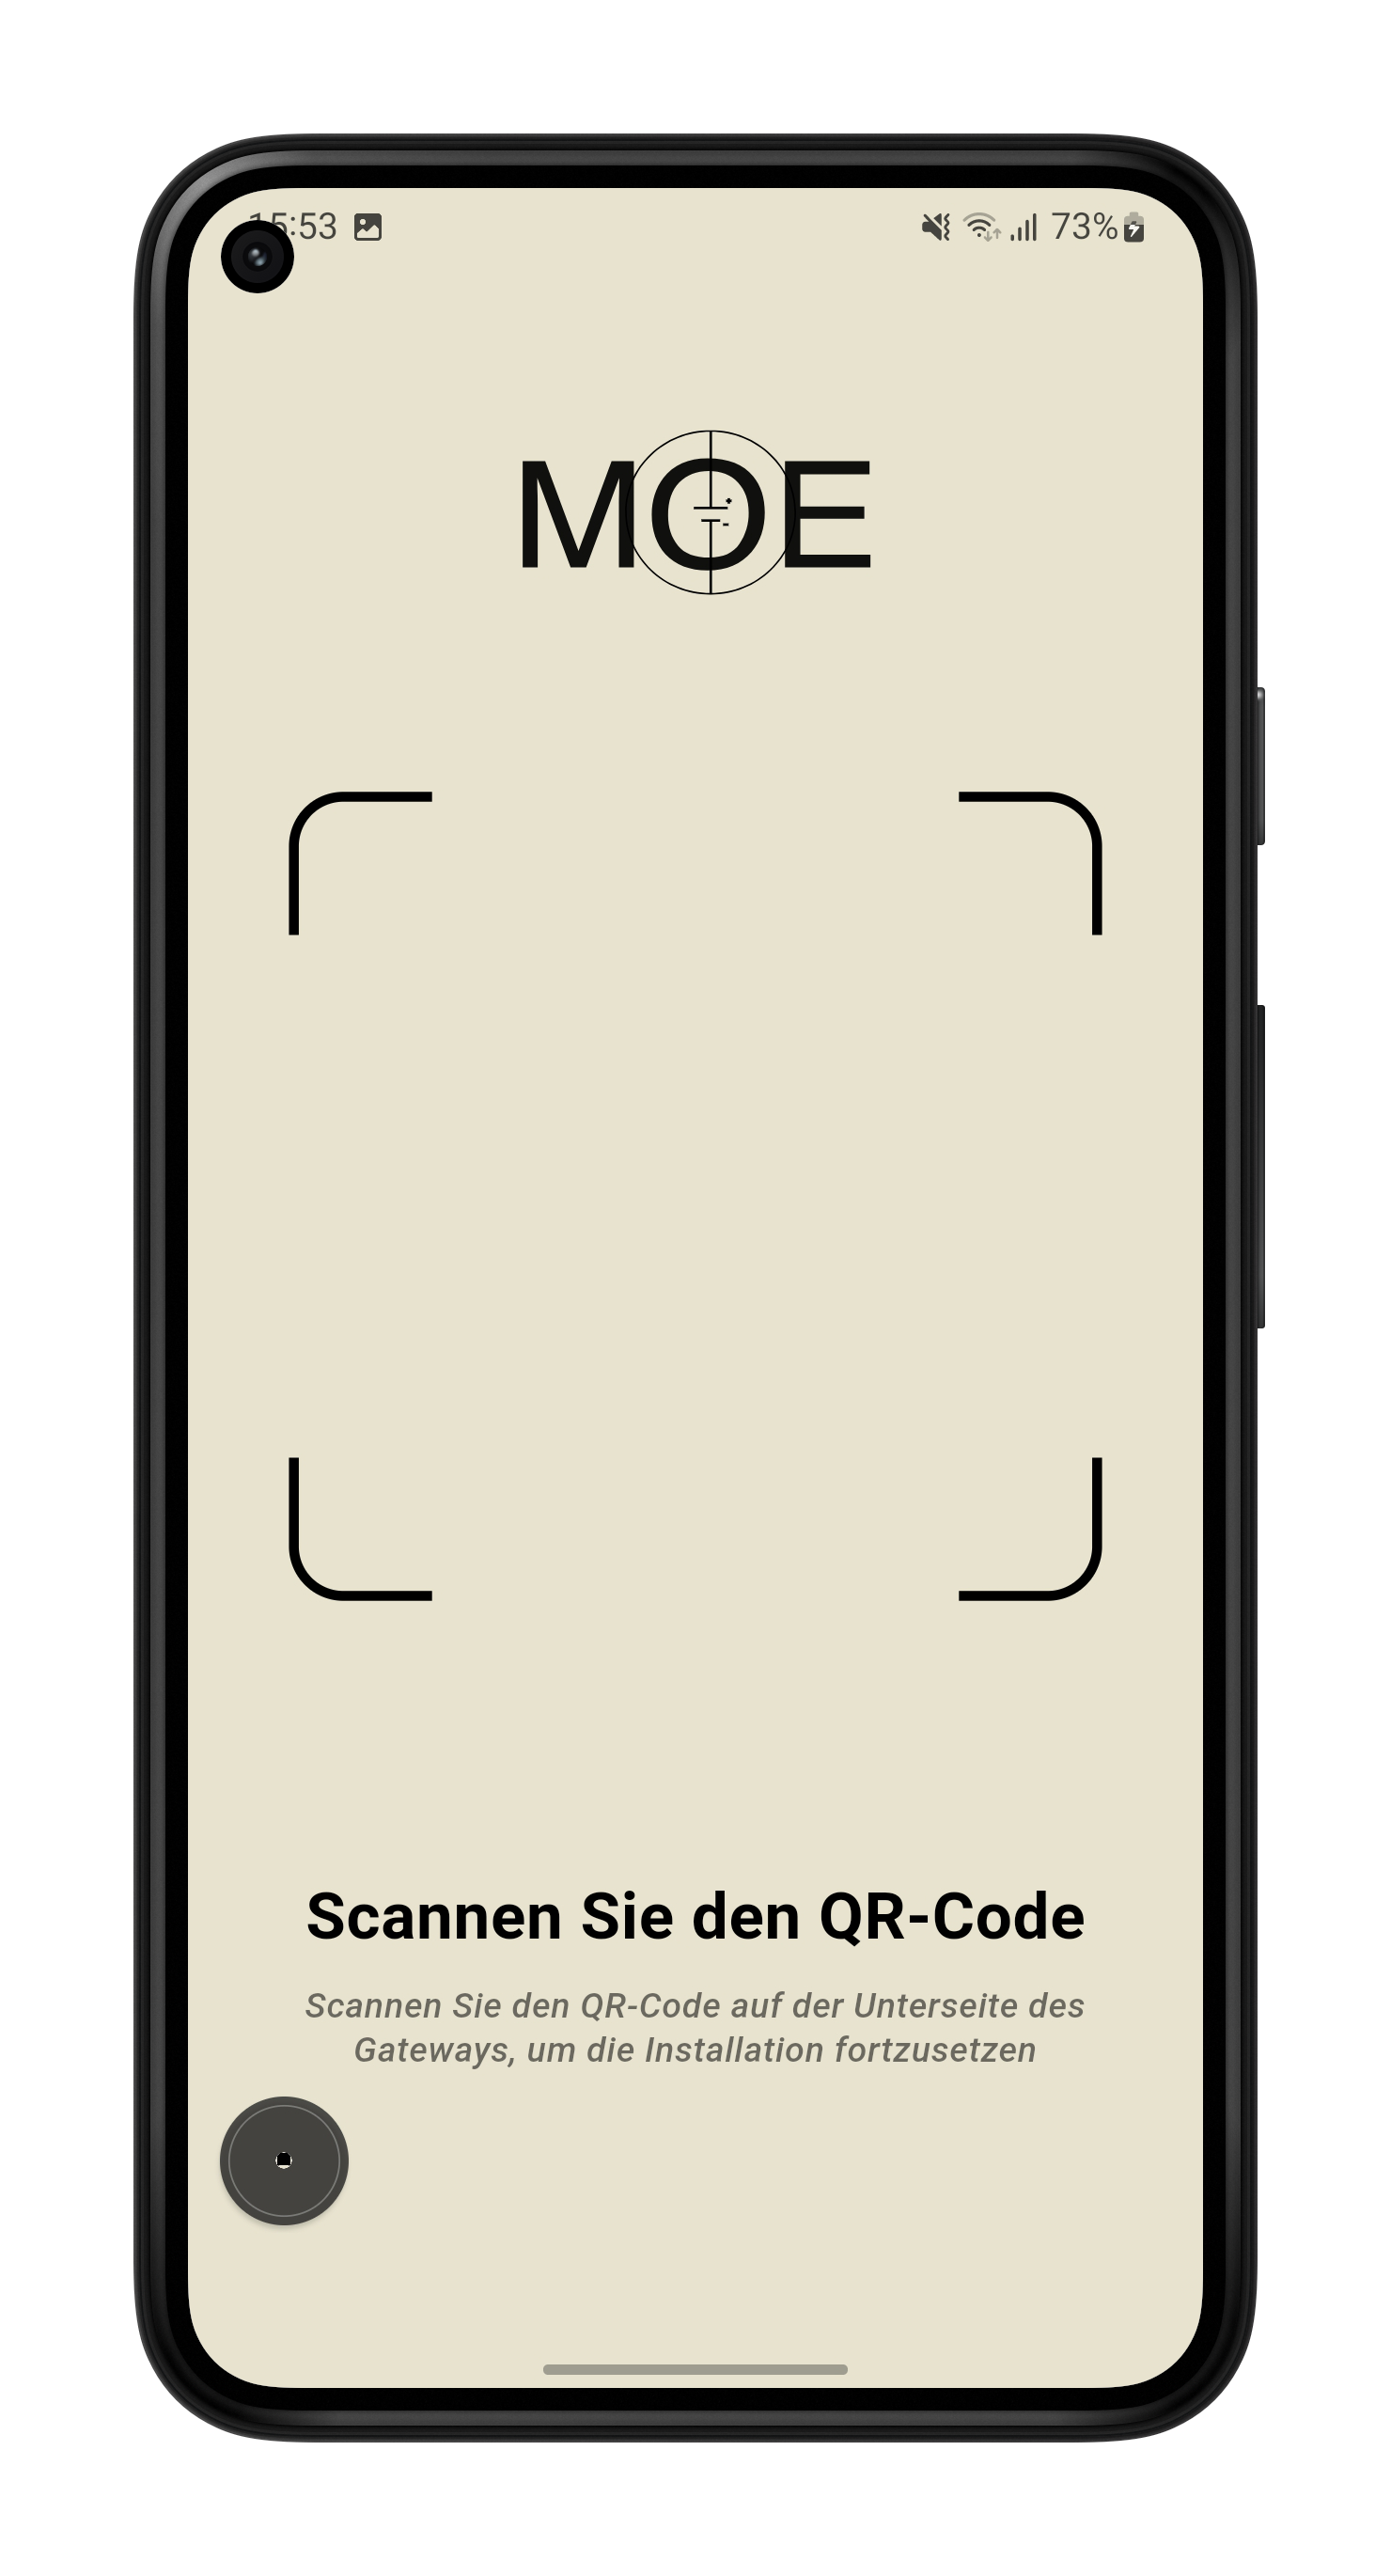 15:53 73%
MOE
Scannen Sie den QR-Code
Scannen Sie den QR-Code auf der Unterseite des
Gateways, um die Installation fortzusetzen